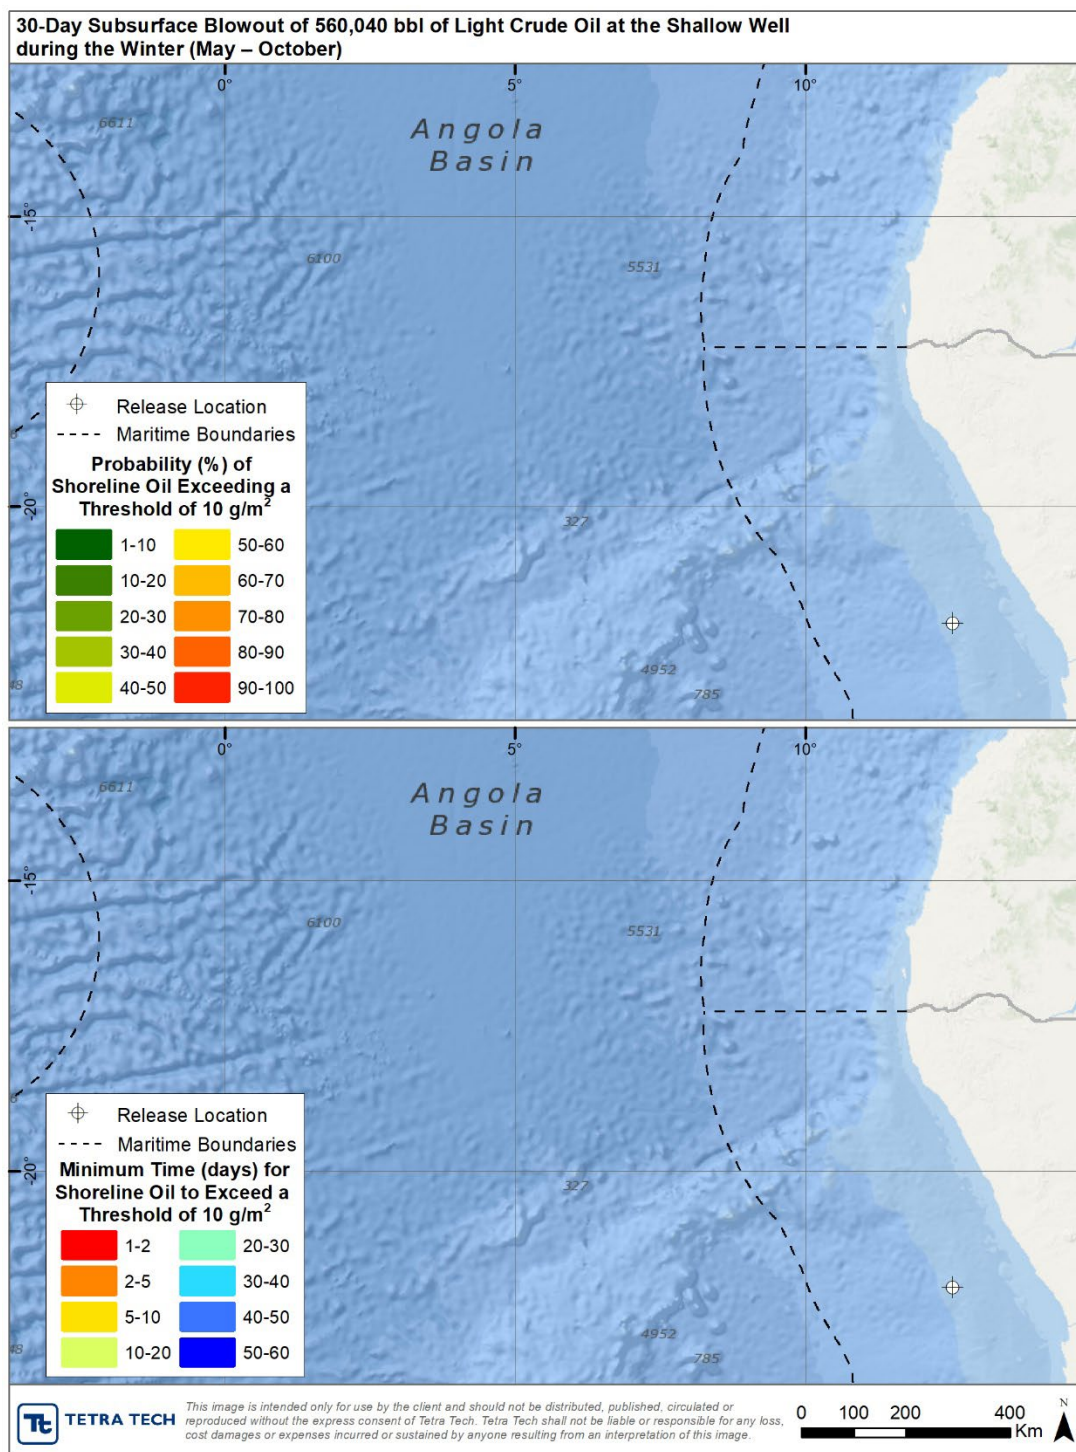 30-Day Subsurface Blowout of 560,040 bbl of Light Crude Oil at the Shallow Well
during the Winter (May – October)
0°
5°
10°
6611
Angola
Basin
-15°
6100
5531
Release Location
Maritime Boundaries
Probability (%) of
Shoreline Oil Exceeding a
Threshold of 10 g/m²
1-10
50-60
10-20
60-70
20-30
70-80
30-40
80-90
40-50
90-100
-20°
327
4952
785
48
0°
5°
10°
6611
Angola
Basin
-15°
6100
5531
Release Location
Maritime Boundaries
Minimum Time (days) for
Shoreline Oil to Exceed a
Threshold of 10 g/m²
1-2
20-30
2-5
30-40
5-10
40-50
10-20
50-60
-20°
327
4952
785
48
Tt TETRA TECH
This image is intended only for use by the client and should not be distributed, published, circulated or
reproduced without the express consent of Tetra Tech. Tetra Tech shall not be liable or responsible for any loss,
cost damages or expenses incurred or sustained by anyone resulting from an interpretation of this image.
0 100 200 400
Km
N